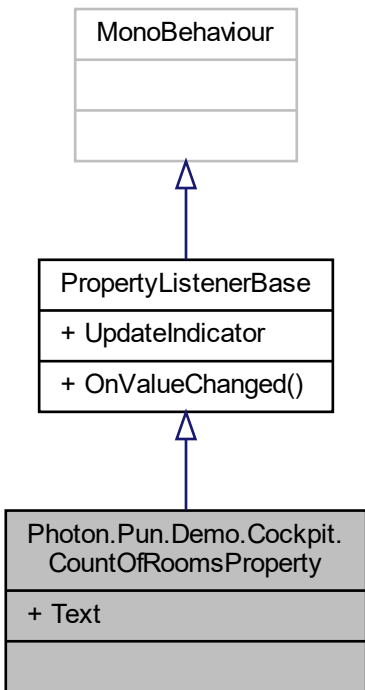 MonoBehaviour
PropertyListenerBase
+ UpdateIndicator
+ OnValueChanged()
Photon.Pun.Demo.Cockpit.
CountOfRoomsProperty
+ Text